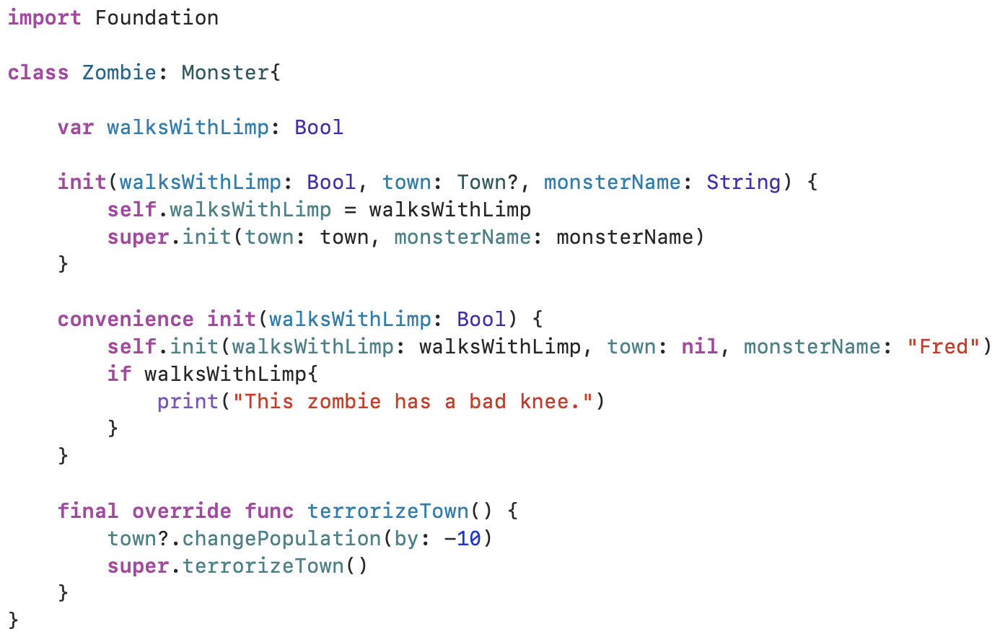 import Foundation
class Zombie: Monster{
var walksWithLimp: Bool
init(walksWithLimp: Bool, town: Town?, monsterName: String) {
self.walksWithLimp = walksWithLimp
super.init(town: town, monsterName: monsterName)
}
convenience init(walksWithLimp: Bool) {
self.init(walksWithLimp: walksWithLimp, town: nil, monsterName: "Fred")
if walksWithLimp{
print("This zombie has a bad knee.")
}
}
final override func terrorizeTown() {
town?.changePopulation(by: -10)
super.terrorizeTown()
}
}